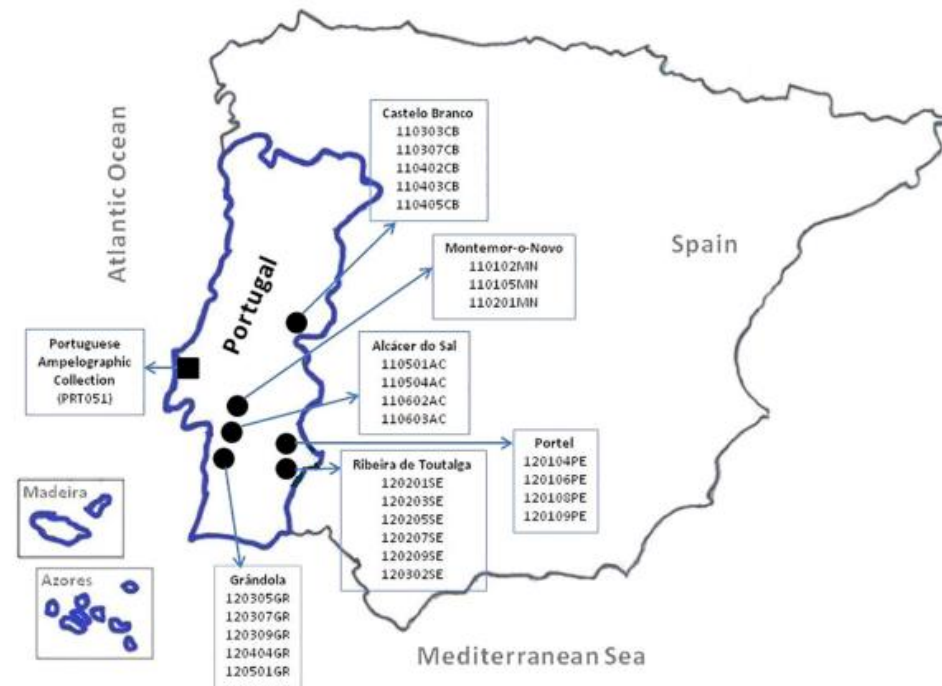 Atlantic Ocean
Castelo Branco
110303CB
110307CB
110402CB
110403CB
110405CB
Montemor-o-Novo
110102MN
110105MN
110201MN
Spain
Portugal
Portuguese
Ampelographic
Collection
(PRT051)
Alcácer do Sal
110501AC
110504AC
110602AC
110603AC
Portel
120104PE
120106PE
120108PE
120109PE
Ribeira de Toutalga
120201SE
120203SE
120205SE
120207SE
120209SE
120302SE
Madeira
Azores
Grândola
120305GR
120307GR
120309GR
120404GR
120501GR
Mediterranean Sea